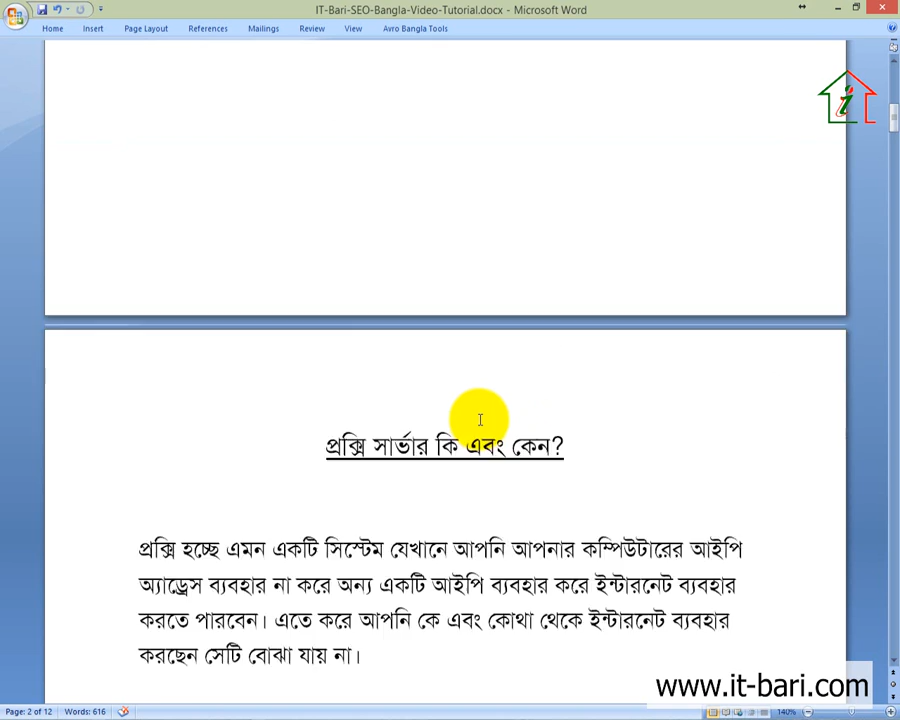 IT-Bari-SEO-Bangla-Video-Tutorial.docx - Microsoft Word
Home Insert Page Layout References Mailings Review View Avro Bangla Tools
i
প্রক্সি সার্ভার কি এবং কেন?
প্রক্সি হচ্ছে এমন একটি সিস্টেম যেখানে আপনি আপনার কম্পিউটারের আইপি
অ্যাড্রেস ব্যবহার না করে অন্য একটি আইপি ব্যবহার করে ইন্টারনেট ব্যবহার
করতে পারবেন। এতে করে আপনি কে এবং কোথা থেকে ইন্টারনেট ব্যবহার
করছেন সেটি বোঝা যায় না।
www.it-bari.com
Page: 2 of 12 Words: 616 140%